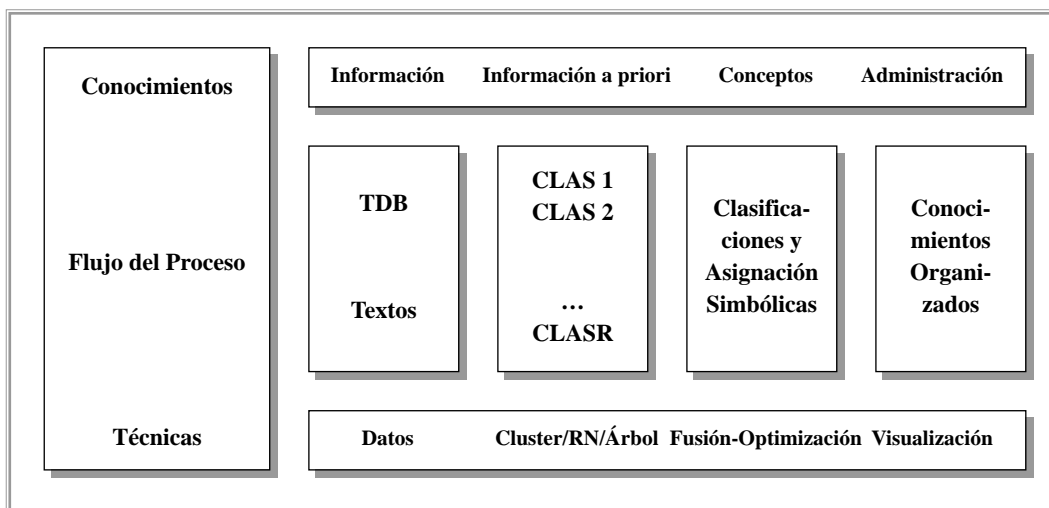 Conocimientos
Flujo del Proceso
Técnicas
Información Información a priori Conceptos Administración
TDB
Textos
CLAS 1
CLAS 2
…
CLASR
Clasifica-
ciones y
Asignación
Simbólicas
Conoci-
mientos
Organi-
zados
Datos Cluster/RN/Árbol Fusión-Optimización Visualización